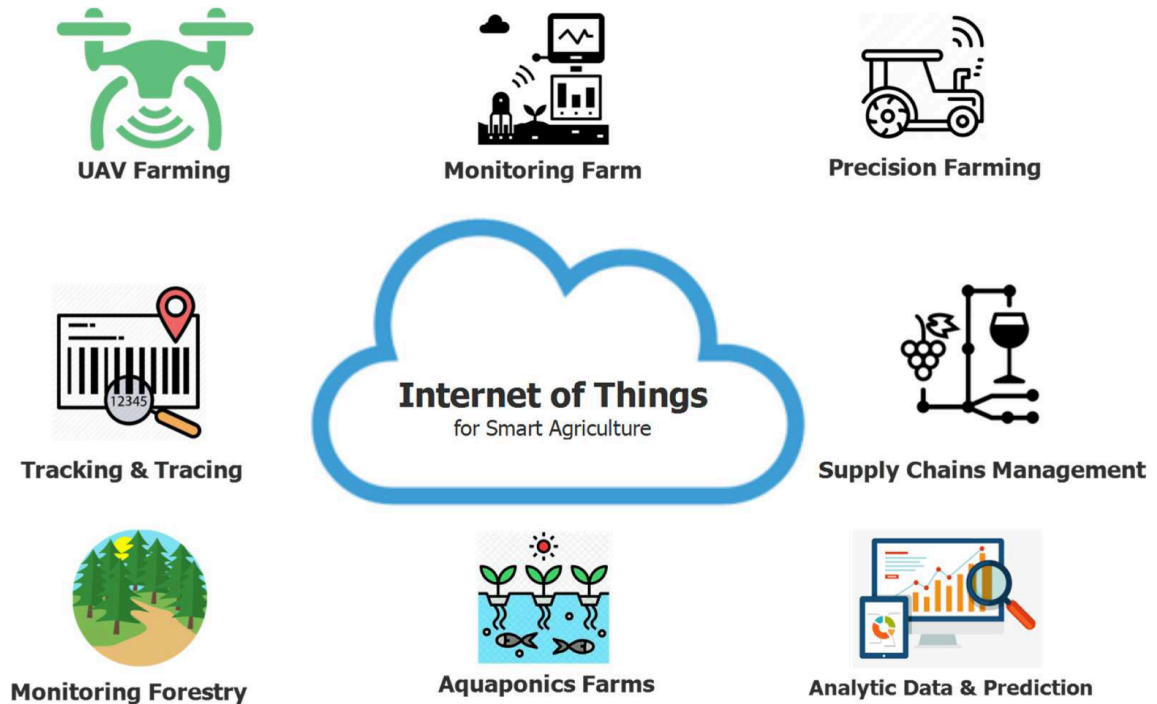 UAV Farming
Monitoring Farm
Precision Farming
Internet of Things
for Smart Agriculture
12345
Tracking & Tracing
Supply Chains Management
Monitoring Forestry
Aquaponics Farms
Analytic Data & Prediction